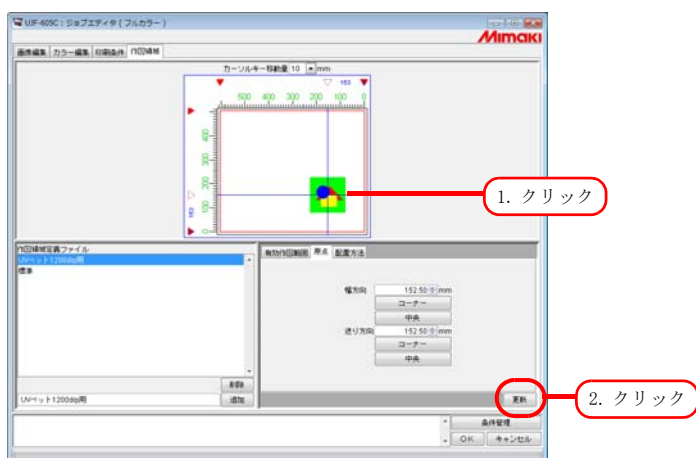 UJF-605C : ジョブエディタ ( フルカラー )
Mimaki
画像編集 カラー編集 印刷条件 作図領域
カーソルキー移動量 10 mm
153
500 400 300 200 100 0
400
300
200
100
0
153
1. クリック
作図領域定義ファイル
UVベット1200dpi用
標準
削除
UVベット1200dpi用 追加
有効作図範囲 原点 配置方法
幅方向 152.50 mm
コーナー
中央
送り方向 152.50 mm
コーナー
中央
更新
2. クリック
条件管理
OK キャンセル